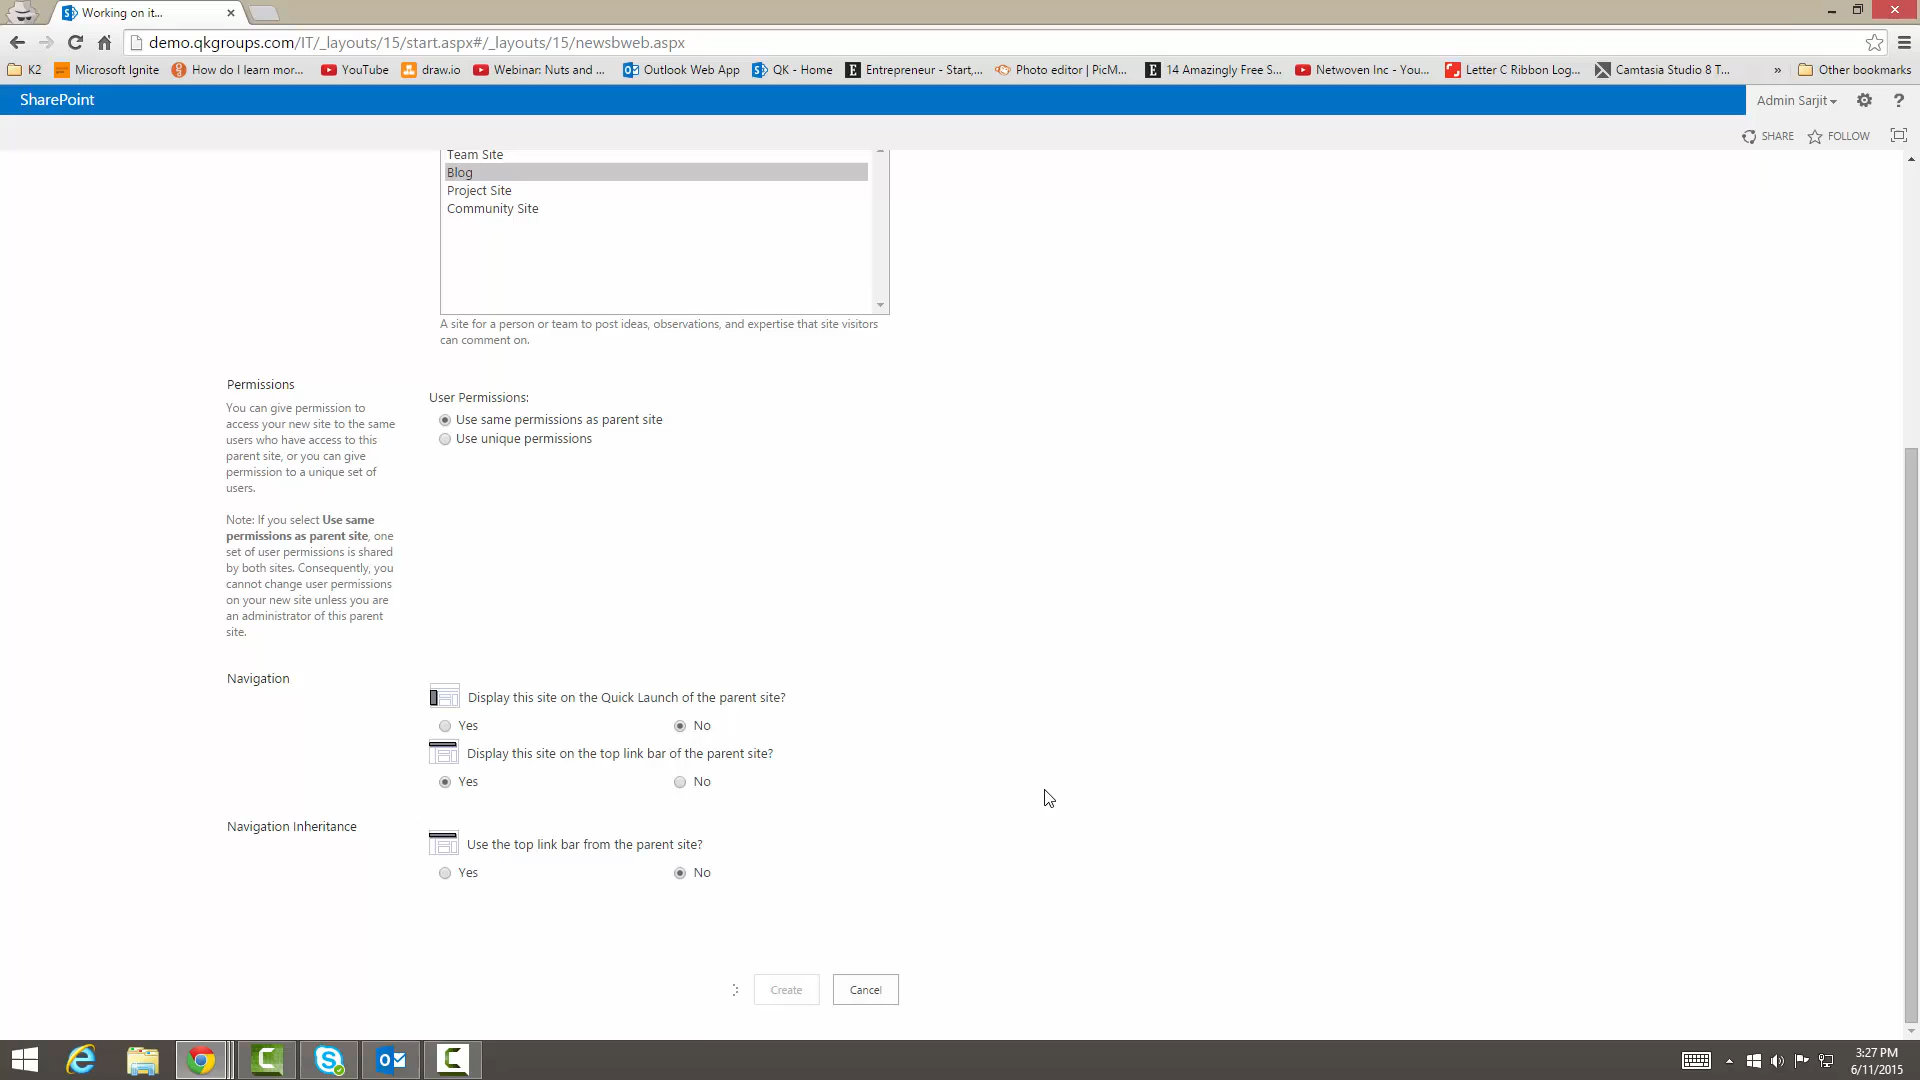 Working on it...
demo.qkgroups.com/IT/_layouts/15/start.aspx#/_layouts/15/newsbweb.aspx
K2 Microsoft Ignite How do I learn mor... YouTube draw.io Webinar: Nuts and ... Outlook Web App QK - Home Entrepreneur - Start,... Photo editor | PicM... 14 Amazingly Free S... Netwoven Inc - You... Letter C Ribbon Log... Camtasia Studio 8 T... » Other bookmarks
SharePoint
Admin Sarjit
SHARE FOLLOW
Team Site
Blog
Project Site
Community Site
A site for a person or team to post ideas, observations, and expertise that site visitors
can comment on.
Permissions
You can give permission to
access your new site to the same
users who have access to this
parent site, or you can give
permission to a unique set of
users.
Note: If you select Use same
permissions as parent site, one
set of user permissions is shared
by both sites. Consequently, you
cannot change user permissions
on your new site unless you are
an administrator of this parent
site.
User Permissions:
Use same permissions as parent site
Use unique permissions
Navigation
Display this site on the Quick Launch of the parent site?
Yes No
Display this site on the top link bar of the parent site?
Yes No
Navigation Inheritance
Use the top link bar from the parent site?
Yes No
Create Cancel
3:27 PM
6/11/2015